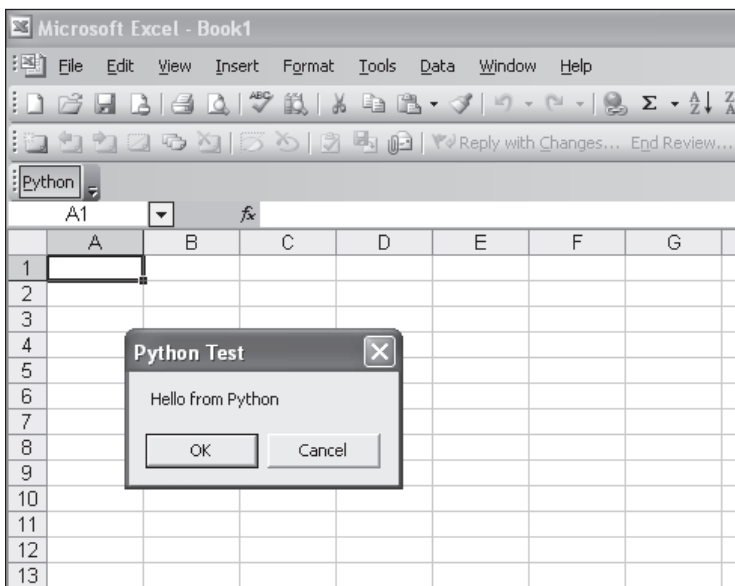 Microsoft Excel - Book1
File Edit View Insert Format Tools Data Window Help
ABC Σ A Z Z A
Reply with Changes... End Review...
Python
A1 fx
A B C D E F G
1
2
3
4
5
6
7
8
9
10
11
12
13
Python Test
Hello from Python
OK Cancel